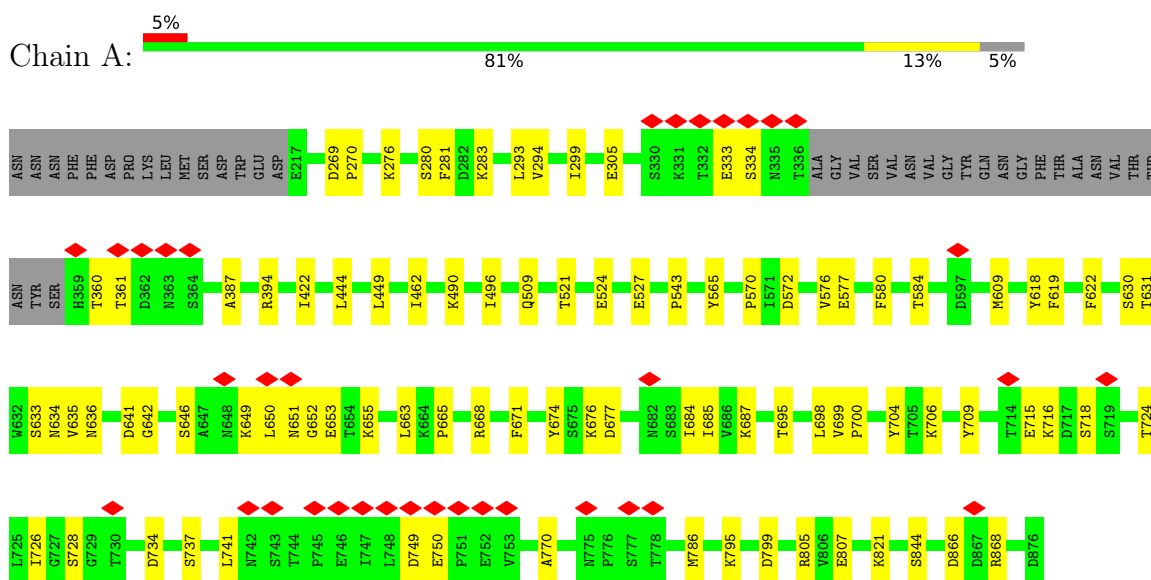 5%
Chain A:
81% 13% 5%
ASN ASN ASN PHE PHE ASP PRO LYS LEU MET SER ASP TRP GLU ASP E217 D269 P270 K276 S280 F281 D282 K283 L293 V294 I299 E305 S330 K331 T332 E333 S334 N335 T336 ALA GLY VAL SER VAL ASN VAL GLY TYR GLN ASN GLY PHE THR ALA ASN VAL THR
ASN TYR SER H359 T360 T361 D362 N363 S364 A387 R394 I422 L444 L449 I462 K490 I496 Q509 T521 E524 E527 P543 Y565 P570 I571 D572 V576 E577 F580 T584 D597 M609 Y618 F619 F622 S630 T631
W632 S633 N634 V635 N636 D641 G642 S646 A647 N648 K649 L650 N651 G652 E653 T654 K655 L663 K664 P665 R668 F671 Y674 S675 K676 D677 N682 S683 I684 I685 V686 K687 T695 L698 V699 P700 Y704 T705 K706 Y709 T714 E715 K716 D717 S718 S719 T724
L725 I726 G727 S728 G729 T730 D734 S737 L741 N742 S743 T744 P745 E746 I747 L748 D749 E750 P751 E752 V753 A770 N775 P776 S777 T778 M786 K795 D799 R805 V806 E807 K821 S844 D866 D867 R868 D876